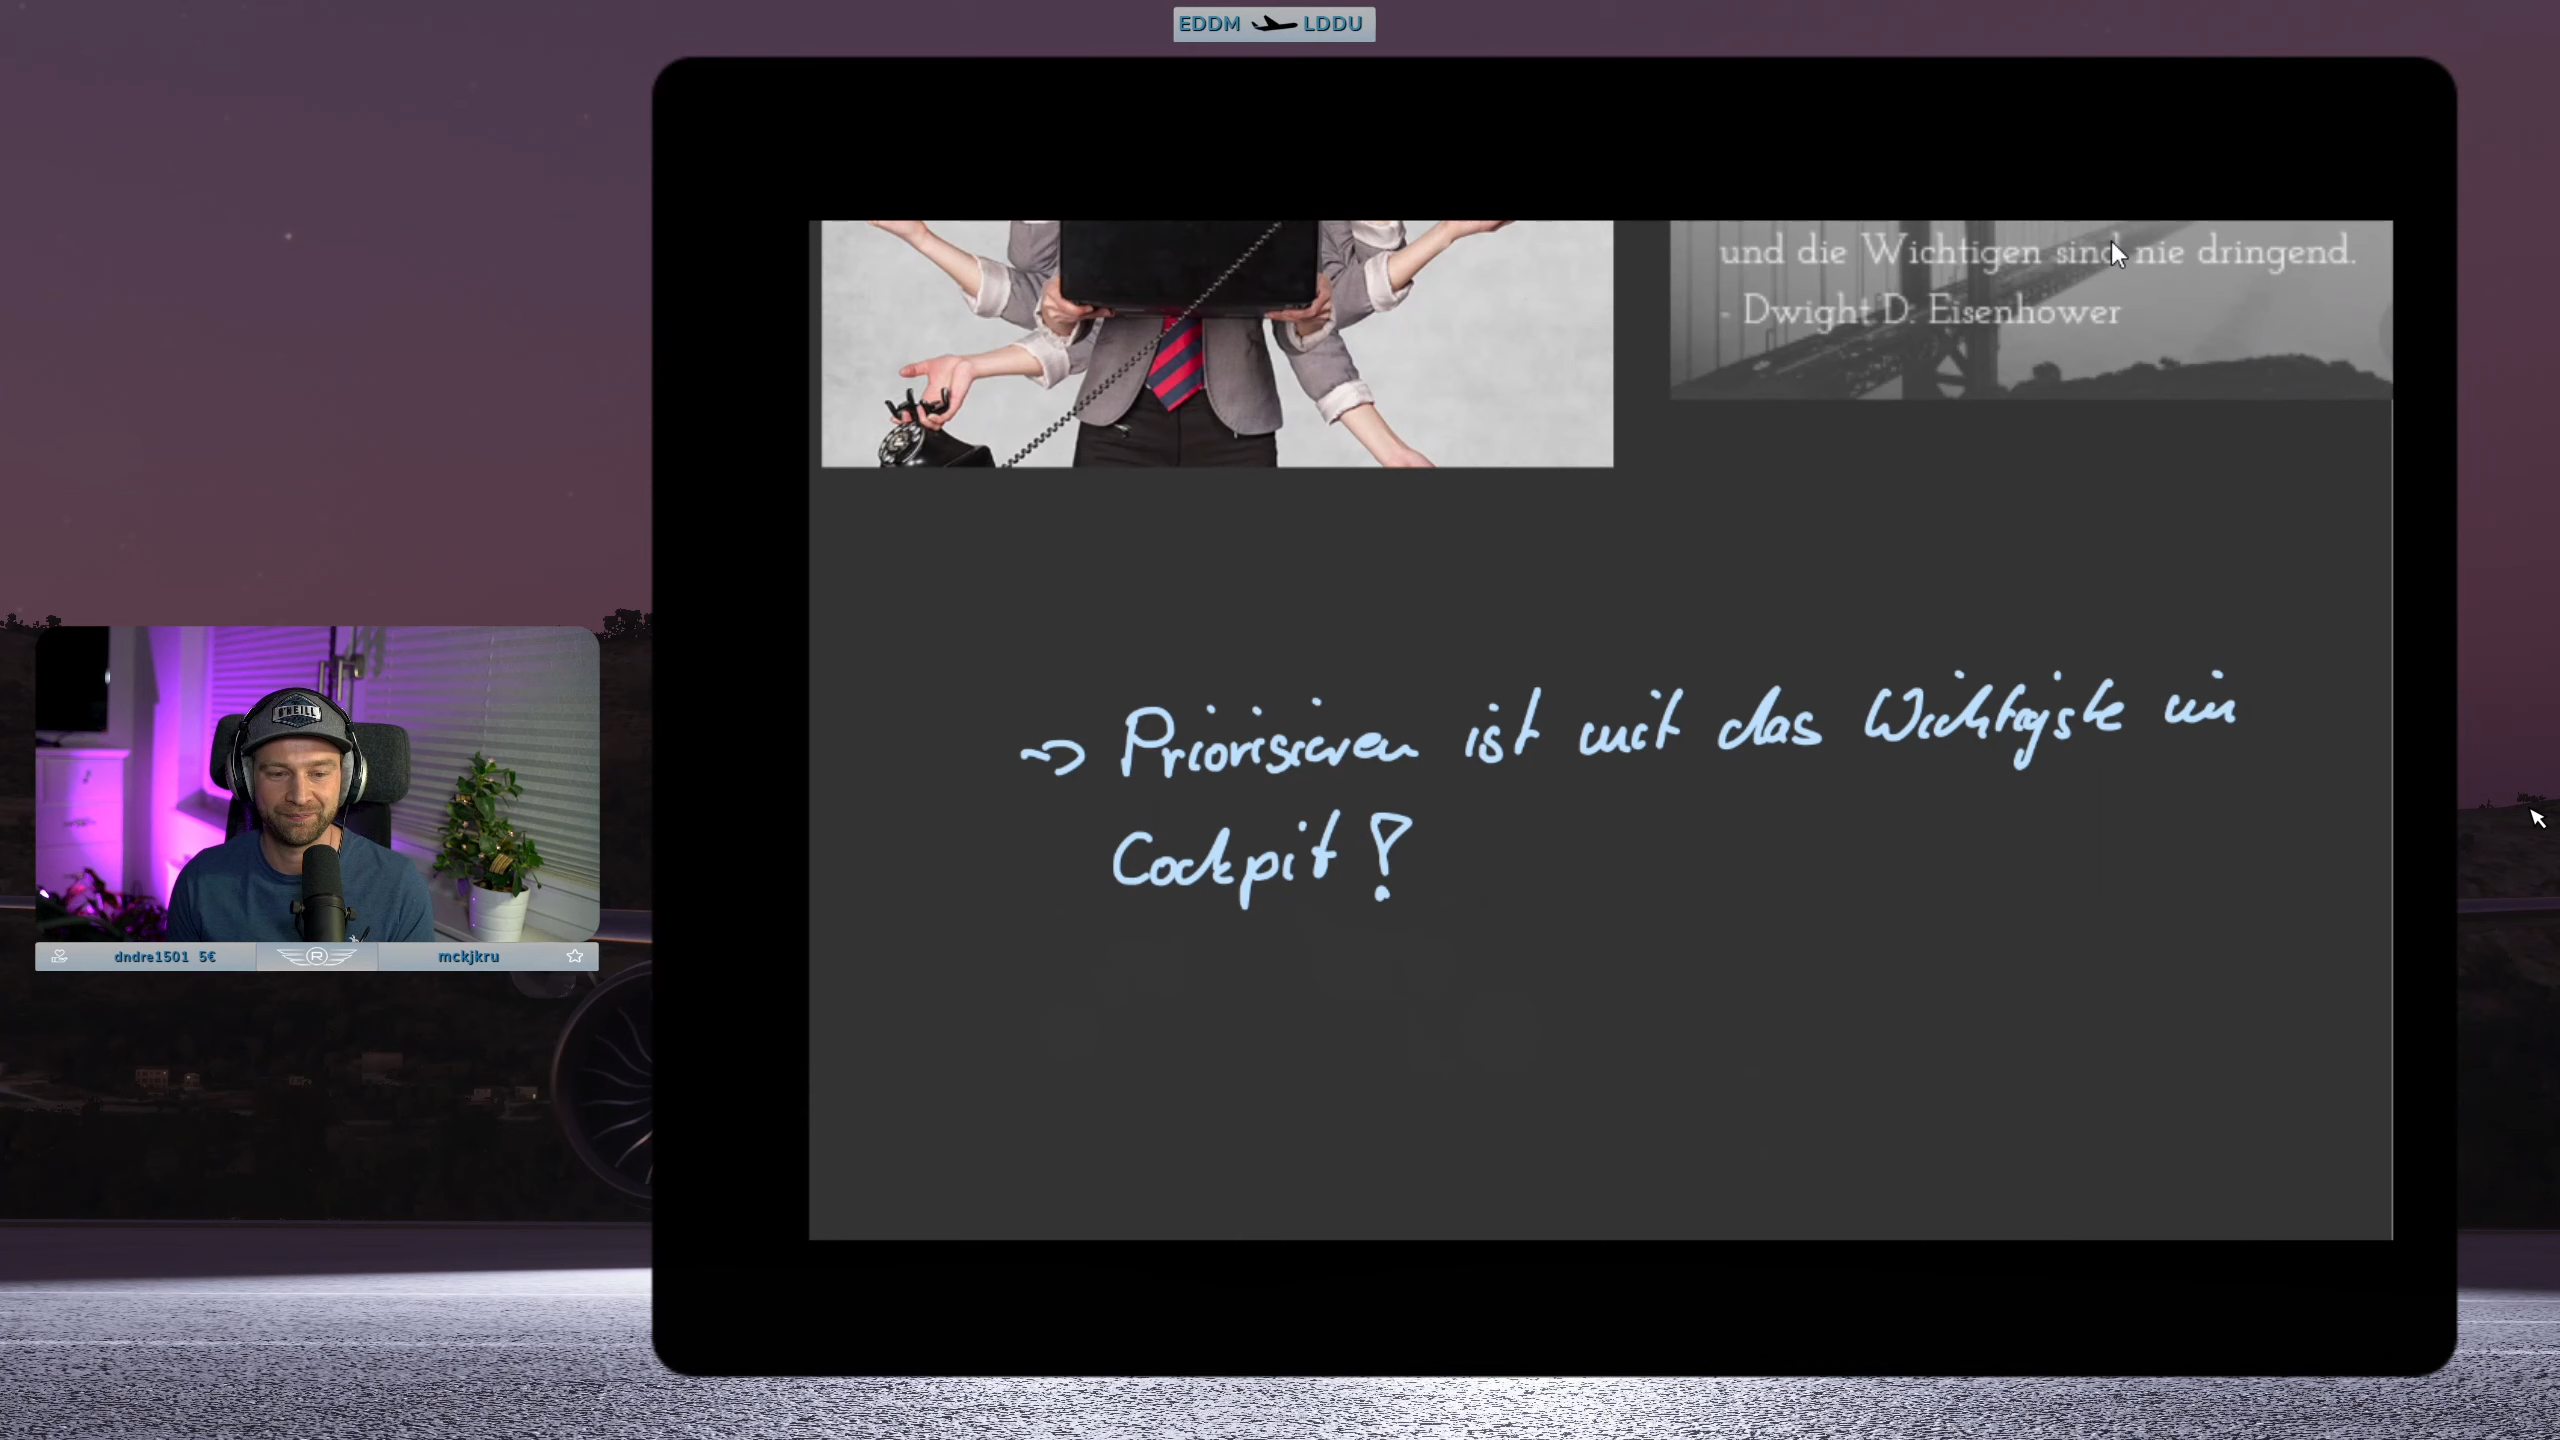 EDDM LDDU
und die Wichtigen sind nie dringend.
- Dwight D. Eisenhower
O'NEILL
→ Priorisieren ist mit das Wichtigste im
Cockpit!
dndre1501 5€ R mckjkru